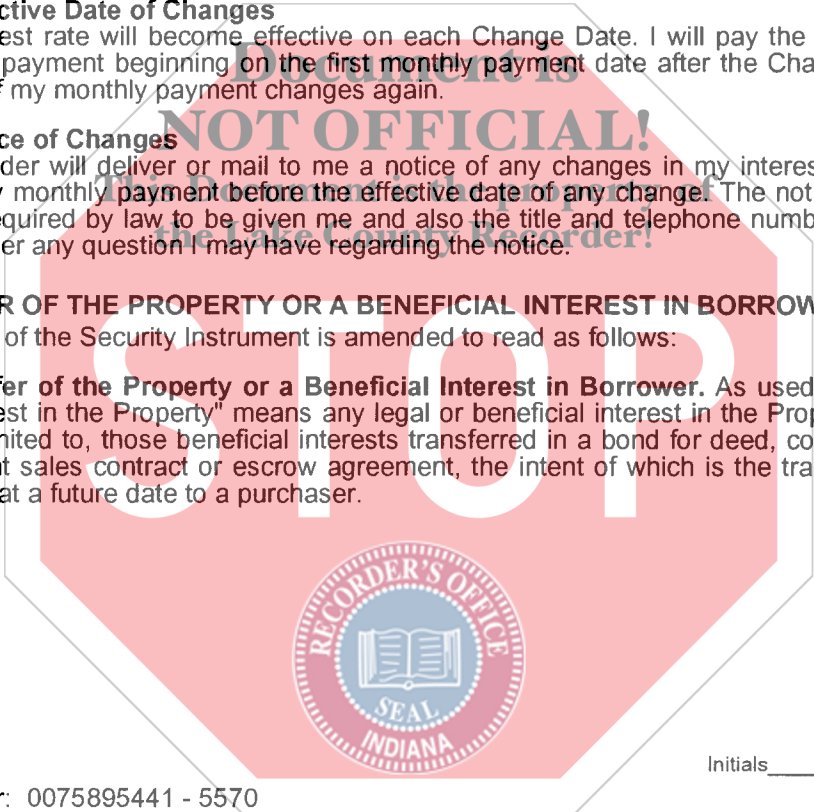 ctive Date of Changes
est rate will become effective on each Change Date. I will pay the
payment beginning on the first monthly payment date after the Cha
f my monthly payment changes again.
Document is
NOT OFFICIAL!
This Document is the property of
the Lake County Recorder!
ce of Changes
der will deliver or mail to me a notice of any changes in my interes
y monthly payment before the effective date of any change. The not
equired by law to be given me and also the title and telephone numb
er any question I may have regarding the notice.
R OF THE PROPERTY OR A BENEFICIAL INTEREST IN BORROW
of the Security Instrument is amended to read as follows:
fer of the Property or a Beneficial Interest in Borrower. As used
est in the Property" means any legal or beneficial interest in the Prop
mited to, those beneficial interests transferred in a bond for deed, co
nt sales contract or escrow agreement, the intent of which is the tra
at a future date to a purchaser.
STOP
RECORDER'S OFFICE
SEAL
INDIANA
Initials____
r: 0075895441 - 5570